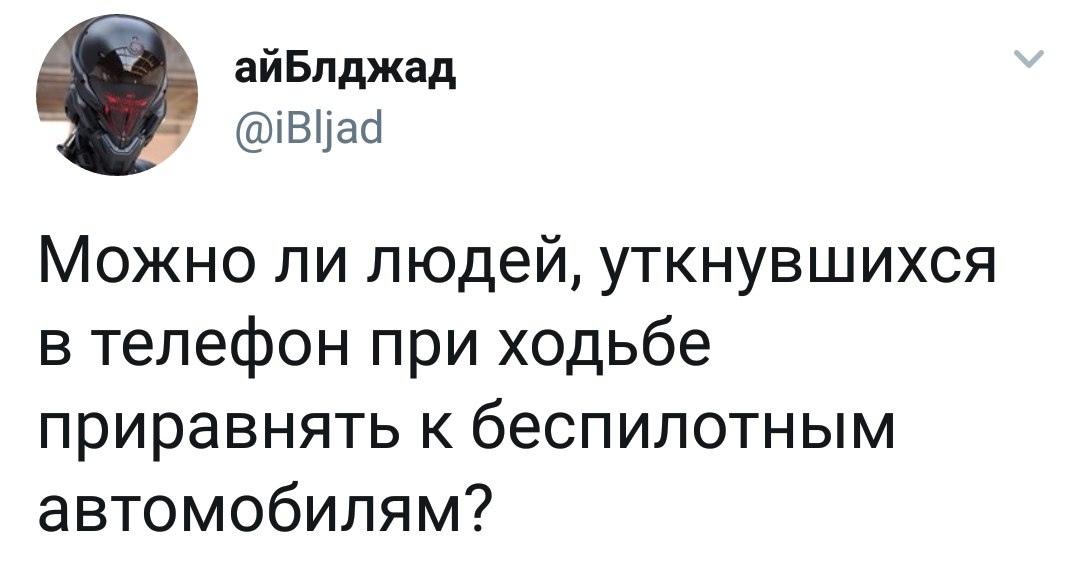 айБлджад
@iBljad
Можно ли людей, уткнувшихся
в телефон при ходьбе
приравнять к беспилотным
автомобилям?